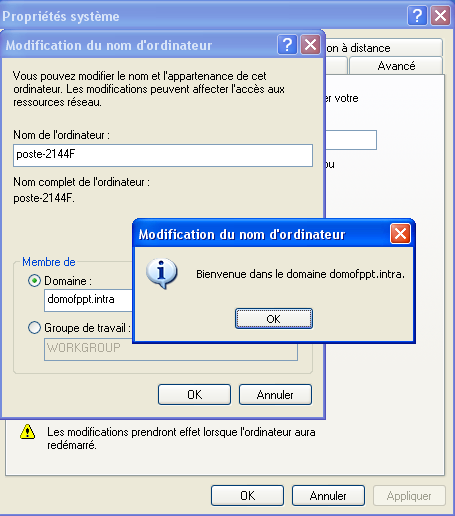 Propriétés système
Modification du nom d'ordinateur
on à distance
Avancé
Vous pouvez modifier le nom et l'appartenance de cet
ordinateur. Les modifications peuvent affecter l'accès aux
ressources réseau.
er votre
Nom de l'ordinateur :
poste-2144F
ou
Nom complet de l'ordinateur :
poste-2144F.
Modification du nom d'ordinateur
Bienvenue dans le domaine domofppt.intra.
OK
Membre de
Domaine :
domofppt.intra
Groupe de travail :
WORKGROUP
OK
Annuler
Les modifications prendront effet lorsque l'ordinateur aura
redémarré.
OK
Annuler
Appliquer